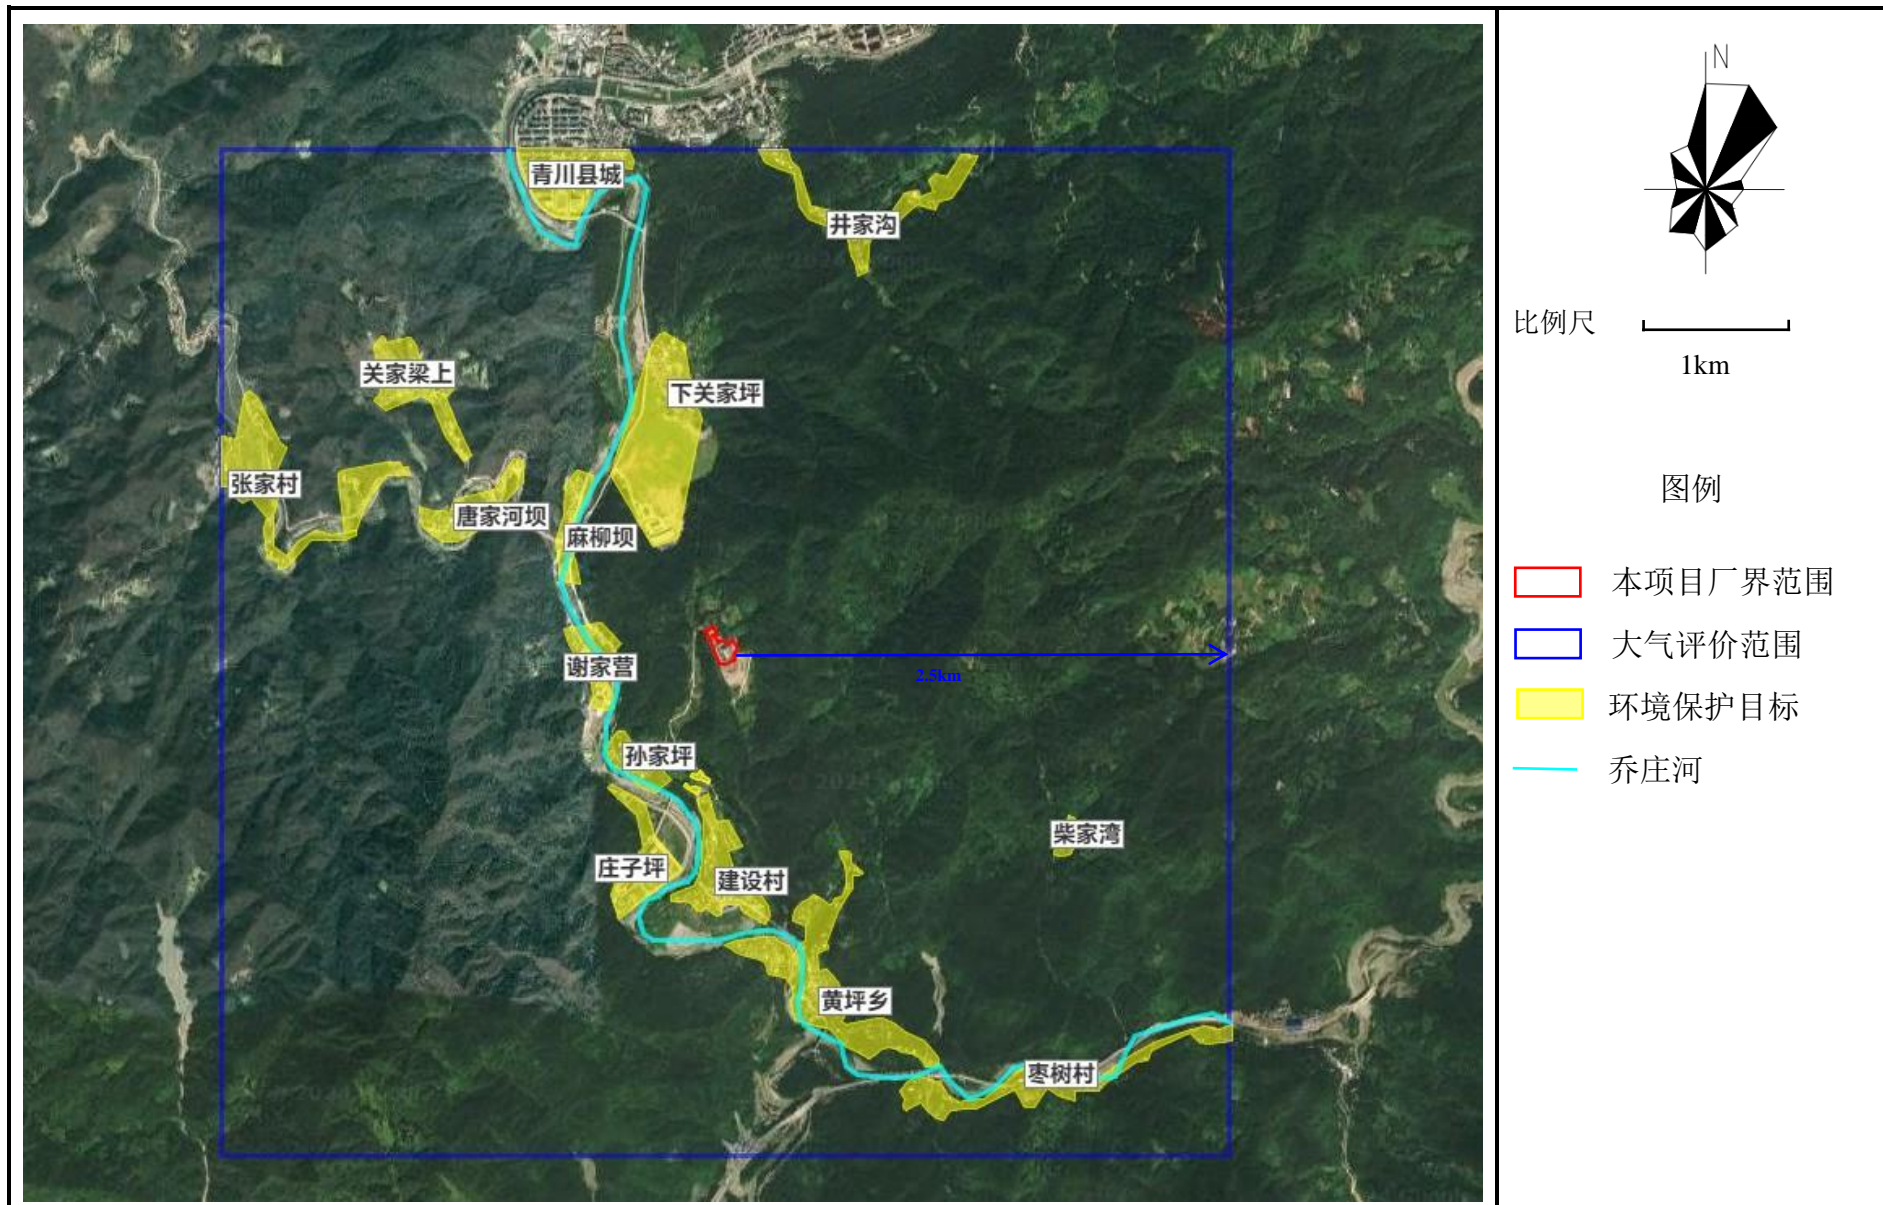 青川县城
井家沟
关家梁上
下关家坪
张家村
唐家河坝
麻柳坝
谢家营
2.5km
孙家坪
柴家湾
庄子坪
建设村
黄坪乡
枣树村
N
比例尺
1km
图例
本项目厂界范围
大气评价范围
环境保护目标
乔庄河